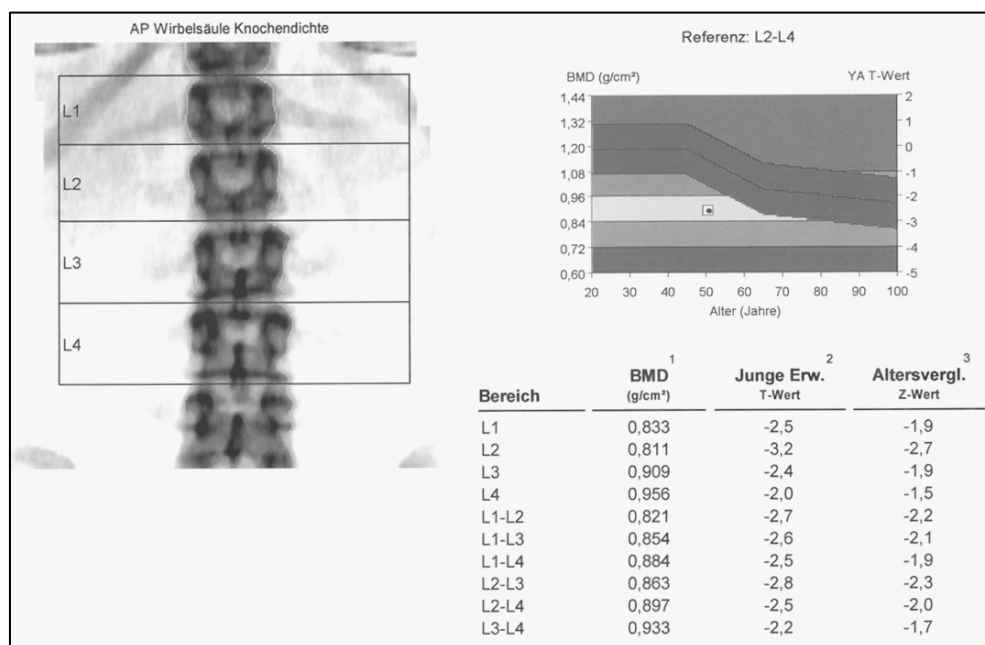 AP Wirbelsäule Knochendichte
L1
L2
L3
L4
Referenz: L2-L4
BMD (g/cm²) YA T-Wert
1,44 2
1,32 1
1,20 0
1,08 -1
0,96 -2
0,84 -3
0,72 -4
0,60 -5
20 30 40 50 60 70 80 90 100
Alter (Jahre)
1 2 3
BMD Junge Erw. Altersvergl.
Bereich (g/cm²) T-Wert Z-Wert
L1 0,833 -2,5 -1,9
L2 0,811 -3,2 -2,7
L3 0,909 -2,4 -1,9
L4 0,956 -2,0 -1,5
L1-L2 0,821 -2,7 -2,2
L1-L3 0,854 -2,6 -2,1
L1-L4 0,884 -2,5 -1,9
L2-L3 0,863 -2,8 -2,3
L2-L4 0,897 -2,5 -2,0
L3-L4 0,933 -2,2 -1,7